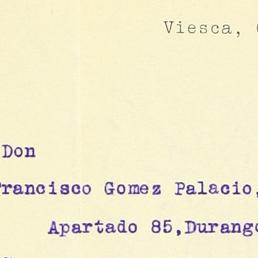 Viesca,
Don
Francisco Gomez Palacio,
Apartado 85,Durango